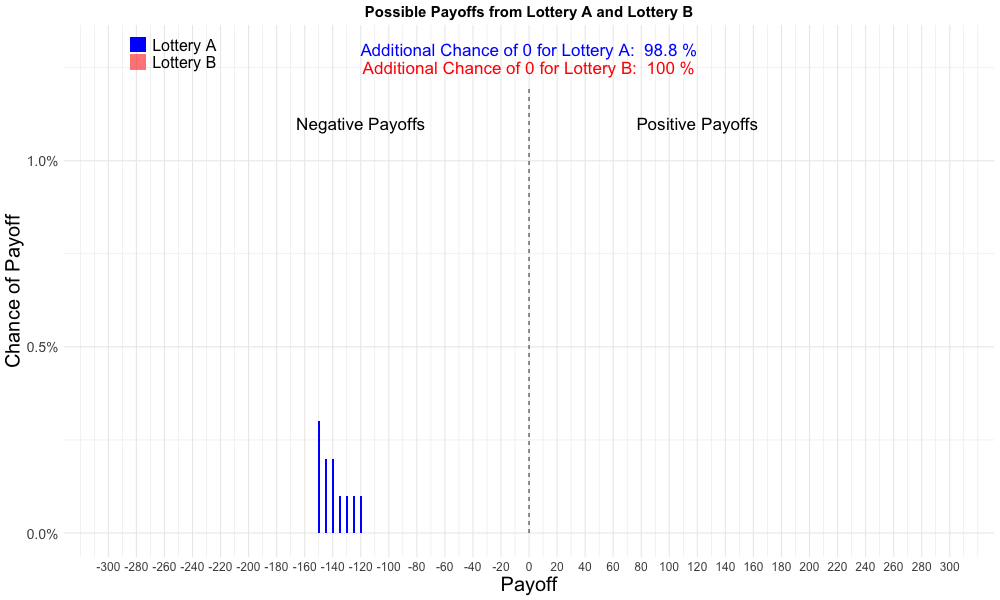 Possible Payoffs from Lottery A and Lottery B
Lottery A
Lottery B
Additional Chance of 0 for Lottery A:  98.8 %
Additional Chance of 0 for Lottery B:  100 %
Negative Payoffs
Positive Payoffs
Chance of Payoff
1.0%
0.5%
0.0%
-300 -280 -260 -240 -220 -200 -180 -160 -140 -120 -100 -80 -60 -40 -20 0 20 40 60 80 100 120 140 160 180 200 220 240 260 280 300
Payoff